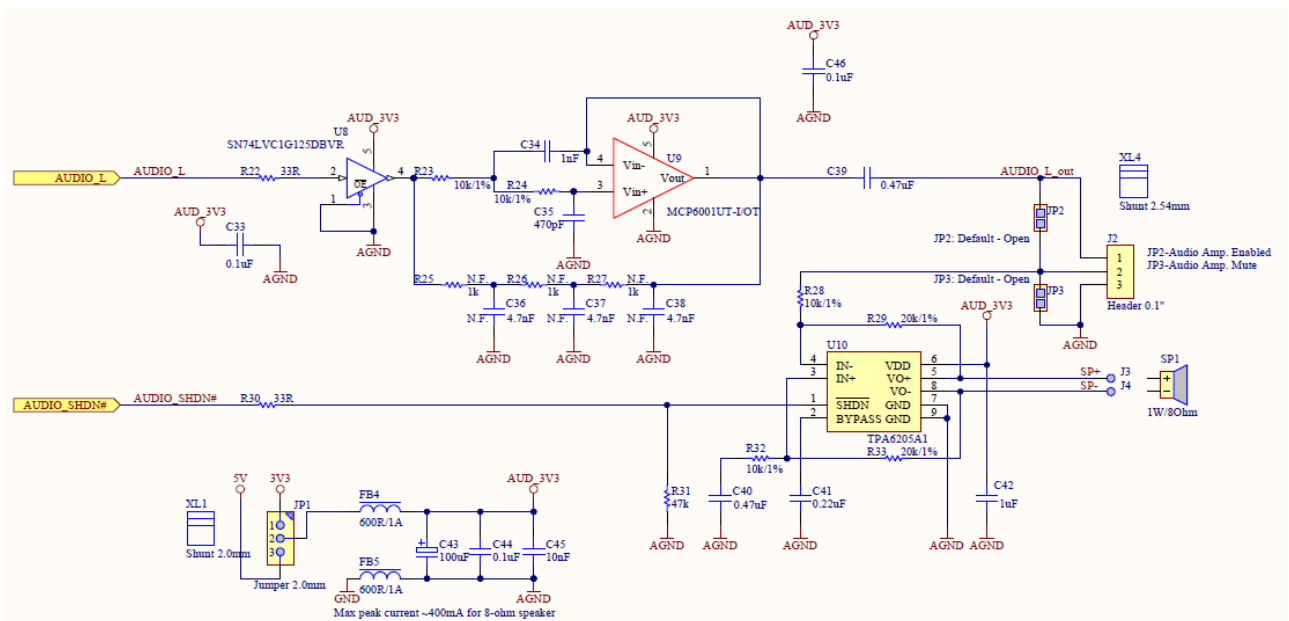 AUD_3V3
C46
0.1uF
AGND
U8
SN74LVC1G125DBVR
AUD_3V3
5
AUDIO_L
AUDIO_L
R22
33R
2
OE
4
1
3
AGND
AUD_3V3
C33
0.1uF
AGND
R23
10k/1%
C34
1nF
R24
10k/1%
C35
470pF
AGND
AUD_3V3
5
U9
4
Vin-
Vout
1
3
Vin+
2
MCP6001UT-I/OT
AGND
C39
0.47uF
AUDIO_L_out
XL4
Shunt 2.54mm
JP2
JP2: Default - Open
J2
1
2
3
JP2-Audio Amp. Enabled
JP3-Audio Amp. Mute
Header 0.1"
JP3: Default - Open
JP3
AGND
R25
N.F.
1k
R26
N.F.
1k
R27
N.F.
1k
C36
N.F.
4.7nF
C37
N.F.
4.7nF
C38
N.F.
4.7nF
AGND
AGND
AGND
R28
10k/1%
R29
20k/1%
AUD_3V3
U10
4
IN-
VDD
6
3
IN+
VO+
5
VO-
8
1
SHDN
GND
7
2
BYPASS
GND
9
TPA6205A1
SP+
J3
SP-
J4
SP1
1W/8Ohm
AUDIO_SHDN#
AUDIO_SHDN#
R30
33R
R32
10k/1%
R33
20k/1%
R31
47k
C40
0.47uF
C41
0.22uF
C42
1uF
AGND
AGND
AGND
AGND
AGND
XL1
Shunt 2.0mm
5V
3V3
JP1
1
2
3
Jumper 2.0mm
FB4
600R/1A
FB5
600R/1A
GND
AUD_3V3
C43
100uF
C44
0.1uF
C45
10nF
AGND
Max peak current ~400mA for 8-ohm speaker